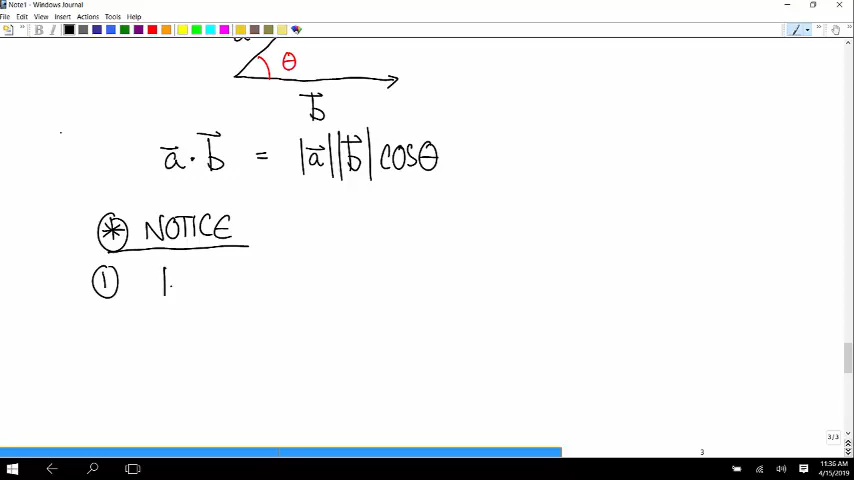 Note1 - Windows Journal
File Edit View Insert Actions Tools Help
B
θ
b⃗
a⃗ · b⃗ = |a⃗||b⃗| cosθ
* NOTICE
①
3/3
3
11:36 AM
4/15/2019